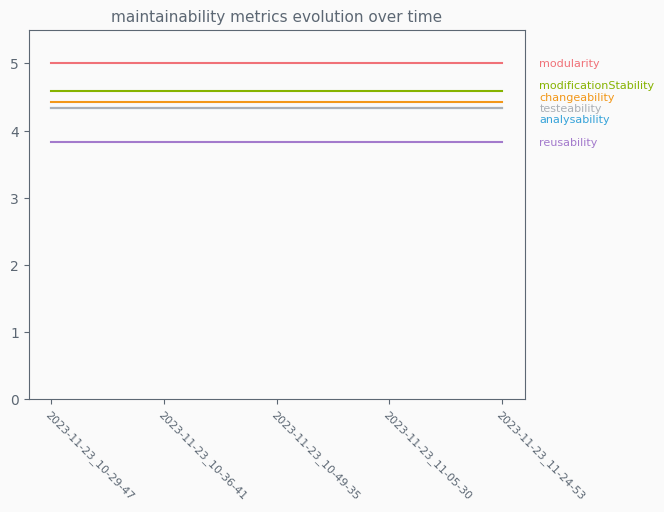 maintainability metrics evolution over time
5
4
3
2
1
0
modularity
modificationStability
changeability
testeability
analysability
reusability
2023-11-23_10-29-47
2023-11-23_10-36-41
2023-11-23_10-49-35
2023-11-23_11-05-30
2023-11-23_11-24-53